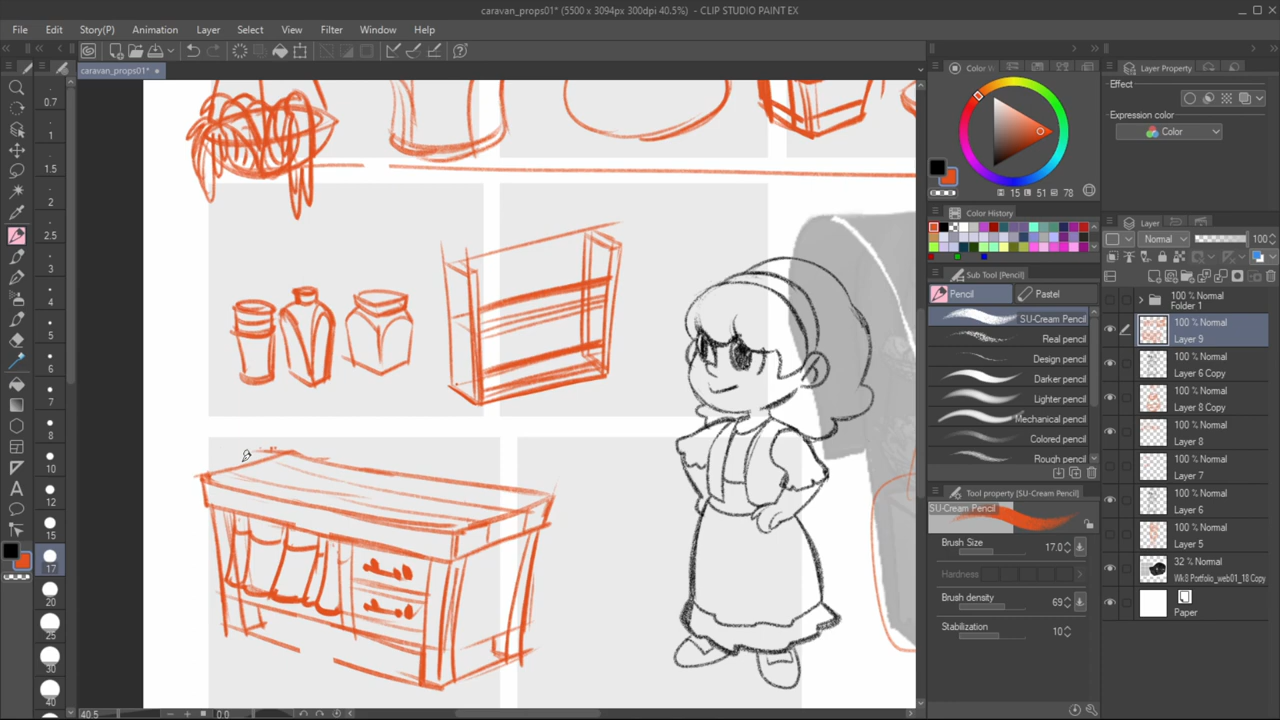 caravan_props01* (5500 x 3094px 300dpi 40.5%) - CLIP STUDIO PAINT EX
File Edit Story(P) Animation Layer Select View Filter Window Help
caravan_props01*
0.7
1
1.5
2
2.5
3
4
5
6
7
8
10
12
15
17
20
25
30
40
40.5
0.0
Layer Property
Effect
Expression color
Color
15 L 51 78
Color History
Sub Tool [Pencil]
Pencil
Pastel
SU-Cream Pencil
Real pencil
Design pencil
Darker pencil
Lighter pencil
Mechanical pencil
Colored pencil
Rough pencil
Tool property [SU-Cream Pencil]
SU-Cream Pencil
Brush Size 17.0
Hardness
Brush density 69
Stabilization 10
Layer
Normal 100
100 % Normal
Folder 1
100 % Normal
Layer 9
100 % Normal
Layer 6 Copy
100 % Normal
Layer 8 Copy
100 % Normal
Layer 8
100 % Normal
Layer 7
100 % Normal
Layer 6
100 % Normal
Layer 5
32 % Normal
Wk8 Portfolio_web01_18 Copy
Paper